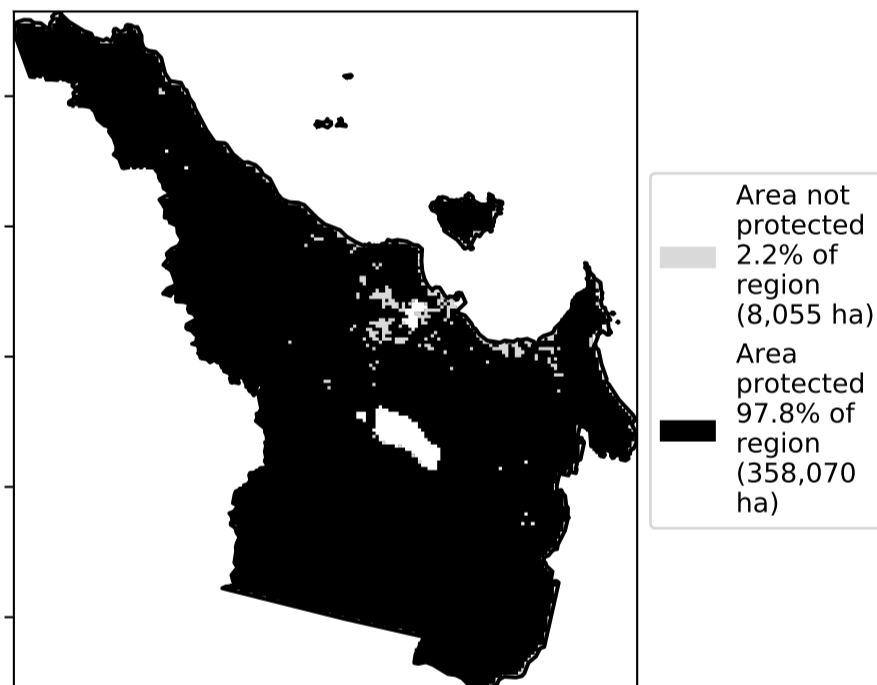 Area not
protected
2.2% of
region
(8,055 ha)
Area
protected
97.8% of
region
(358,070
ha)